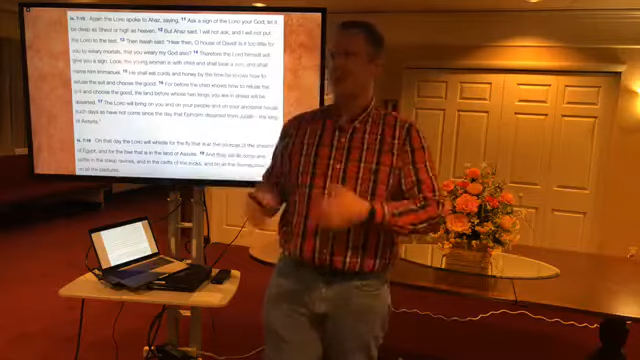 Is. 7:10 Again the LORD spoke to Ahaz, saying, 11 Ask a sign of the LORD your God; let it
be deep as Sheol or high as heaven. 12 But Ahaz said, I will not ask, and I will not put
the LORD to the test. 13 Then Isaiah said: "Hear then, O house of David! Is it too little for
you to weary mortals, that you weary my God also? 14 Therefore the Lord himself will
give you a sign. Look, the young woman is with child and shall bear a son, and shall
name him Immanuel. 15 He shall eat curds and honey by the time he knows how to
refuse the evil and choose the good. 16 For before the child knows how to refuse the
evil and choose the good, the land before whose two kings you are in dread will be
deserted. 17 The LORD will bring on you and on your people and on your ancestral house
such days as have not come since the day that Ephraim departed from Judah—the king
of Assyria."
Is. 7:18 On that day the LORD will whistle for the fly that is at the sources of the streams
of Egypt, and for the bee that is in the land of Assyria. 19 And they will all come and
settle in the steep ravines, and in the clefts of the rocks, and on all the thornbushes,
on all the pastures.